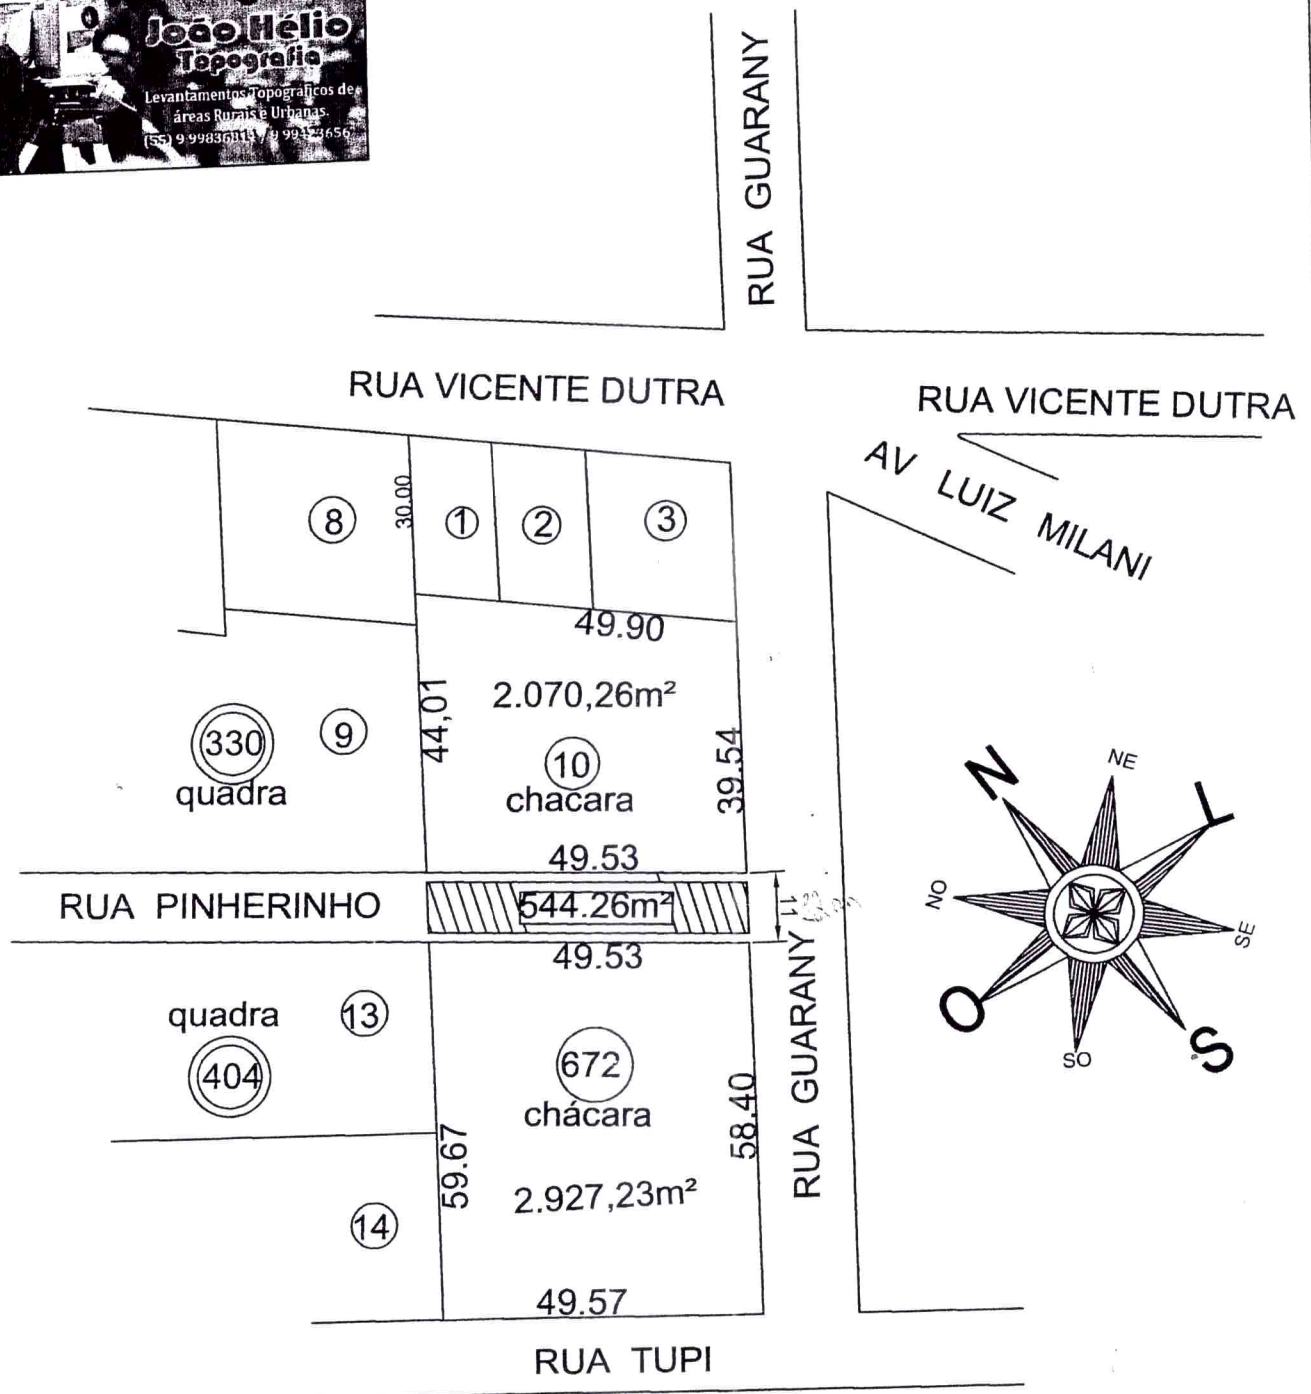 João Hélio
Topografia
Levantamentos Topográficos de
áreas Rurais e Urbanas.
RUA GUARANY
RUA VICENTE DUTRA
RUA VICENTE DUTRA
AV LUIZ MILANI
8
30.00
1
2
3
49.90
2.070,26m²
44,01
39.54
330
quadra
9
10
chacara
49.53
RUA PINHERINHO
544.26m²
11
49.53
RUA GUARANY
quadra
13
404
672
chácara
58.40
59.67
2.927,23m²
14
49.57
RUA TUPI
N
NE
L
NO
SE
O
SO
S